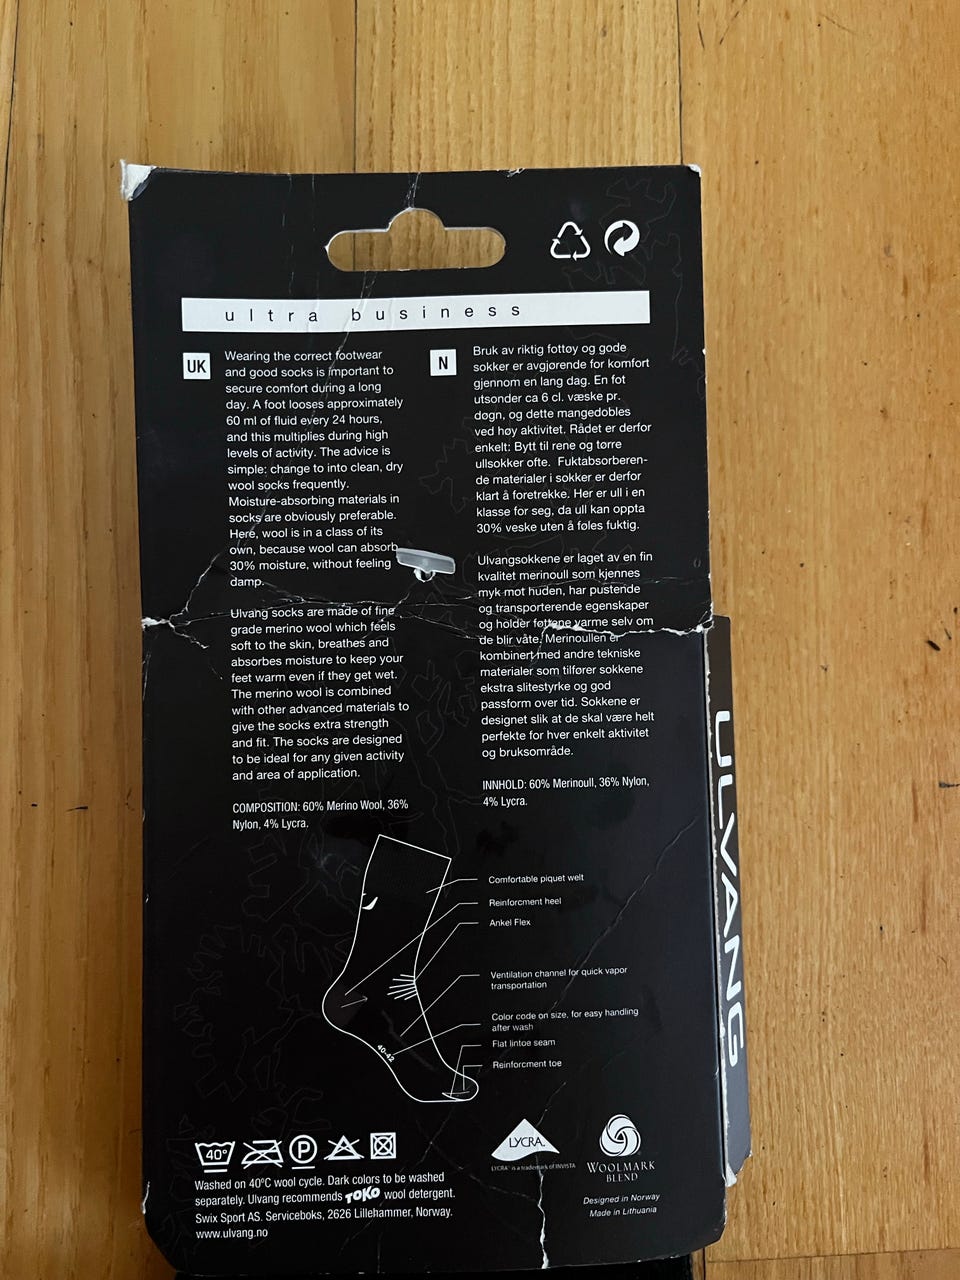 ultra business
UK
Wearing the correct footwear
and good socks is important to
secure comfort during a long
day. A foot looses approximately
60 ml of fluid every 24 hours,
and this multiplies during high
levels of activity. The advice is
simple: change to into clean, dry
wool socks frequently.
Moisture-absorbing materials in
socks are obviously preferable.
Here, wool is in a class of its
own, because wool can absorb
30% moisture, without feeling
damp.
Ulvang socks are made of fine
grade merino wool which feels
soft to the skin, breathes and
absorbes moisture to keep your
feet warm even if they get wet.
The merino wool is combined
with other advanced materials to
give the socks extra strength
and fit. The socks are designed
to be ideal for any given activity
and area of application.
COMPOSITION: 60% Merino Wool, 36%
Nylon, 4% Lycra.
N
Bruk av riktig fottøy og gode
sokker er avgjørende for komfort
gjennom en lang dag. En fot
utsonder ca 6 cl. væske pr.
døgn, og dette mangedobles
ved høy aktivitet. Rådet er derfor
enkelt: Bytt til rene og tørre
ullsokker ofte. Fuktabsorberen-
de materialer i sokker er derfor
klart å foretrekke. Her er ull i en
klasse for seg, da ull kan oppta
30% veske uten å føles fuktig.
Ulvangsokkene er laget av en fin
kvalitet merinoull som kjennes
myk mot huden, har pustende
og transporterende egenskaper
og holder føttene varme selv om
de blir våte. Merinoullen er
kombinert med andre tekniske
materialer som tilfører sokkene
ekstra slitestyrke og god
passform over tid. Sokkene er
designet slik at de skal være helt
perfekte for hver enkelt aktivitet
og bruksområde.
INNHOLD: 60% Merinoull, 36% Nylon,
4% Lycra.
Comfortable piquet welt
Reinforcment heel
Ankel Flex
Ventilation channel for quick vapor
transportation
Color code on size, for easy handling
after wash
Flat lintoe seam
Reinforcment toe
40-42
ULVANG
40°
P
Washed on 40°C wool cycle. Dark colors to be washed
separately. Ulvang recommends TOKO wool detergent.
Swix Sport AS. Serviceboks, 2626 Lillehammer, Norway.
www.ulvang.no
LYCRA.
LYCRA® is a trademark of INVISTA
WOOLMARK
BLEND
Designed in Norway
Made in Lithuania